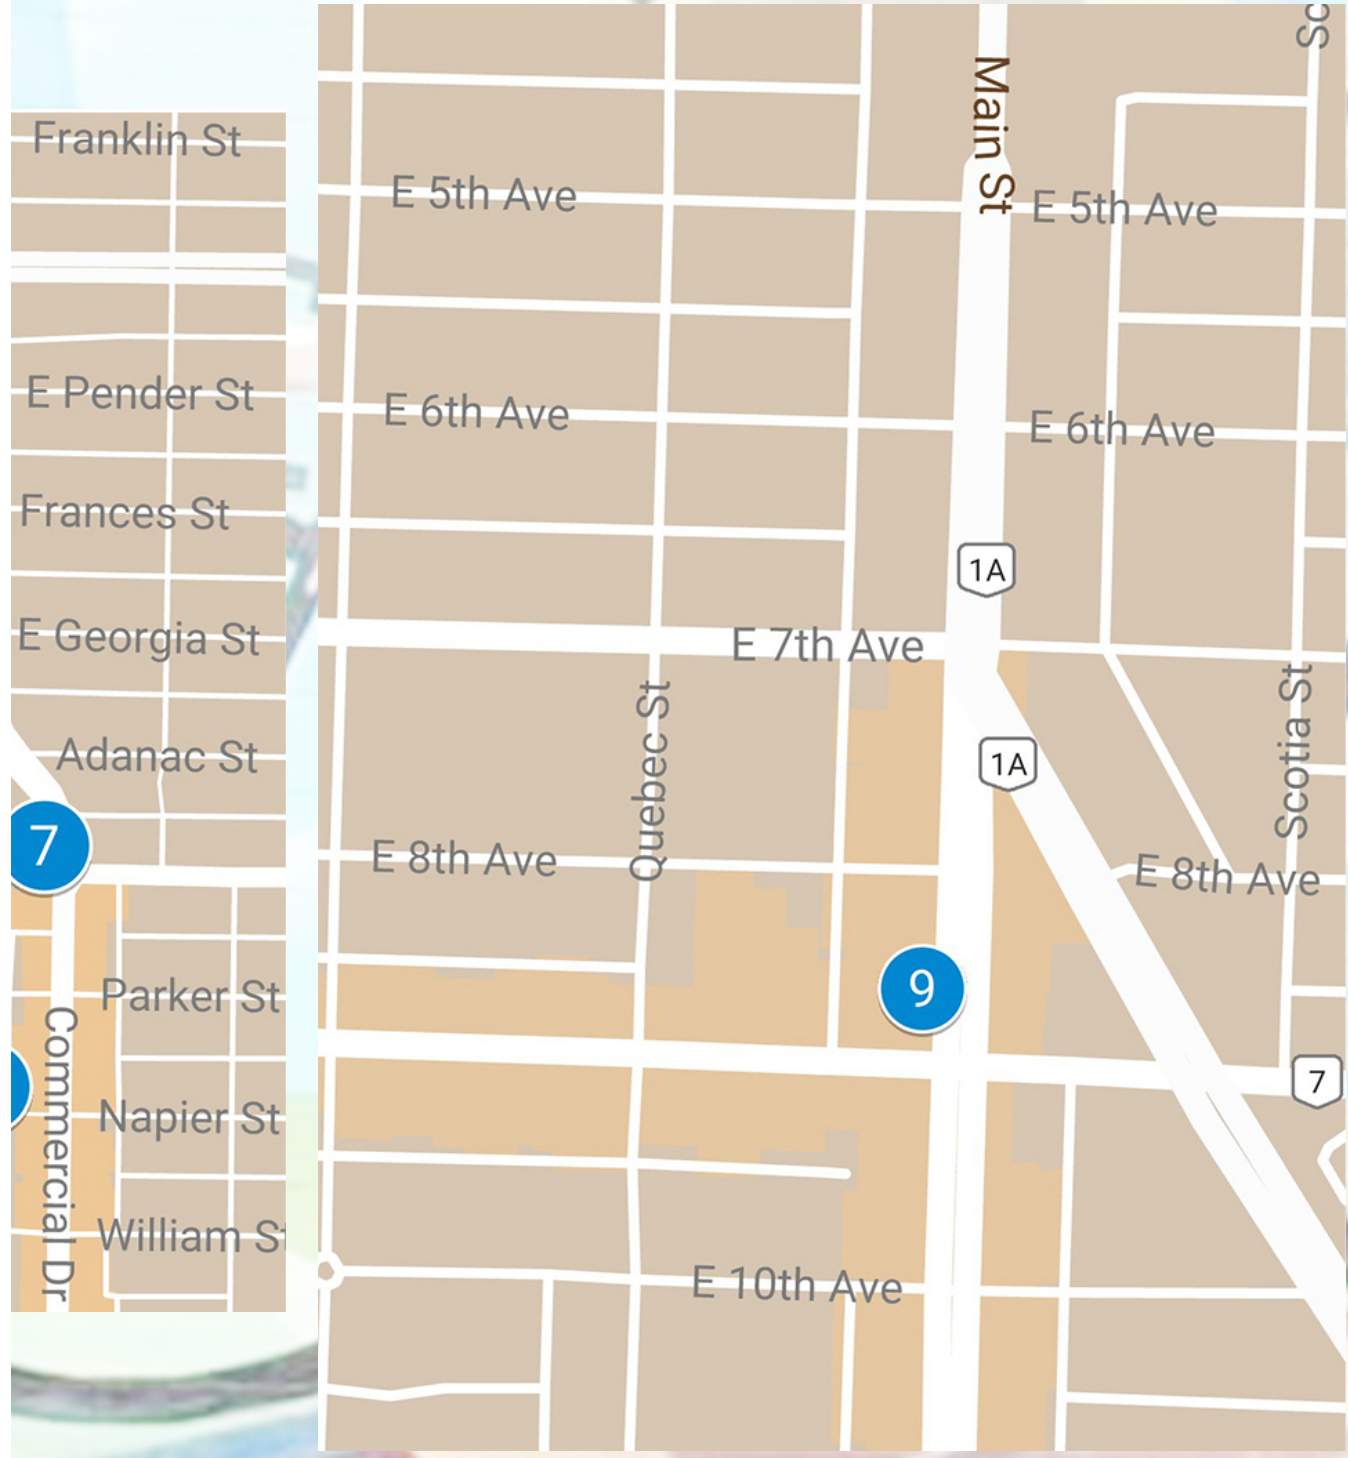 Franklin St
E Pender St
Frances St
E Georgia St
Adanac St
7
Parker St
Commercial Dr
Napier St
William St
Main St
Sc
E 5th Ave
E 5th Ave
E 6th Ave
E 6th Ave
1A
E 7th Ave
Quebec St
Scotia St
1A
E 8th Ave
E 8th Ave
9
7
E 10th Ave